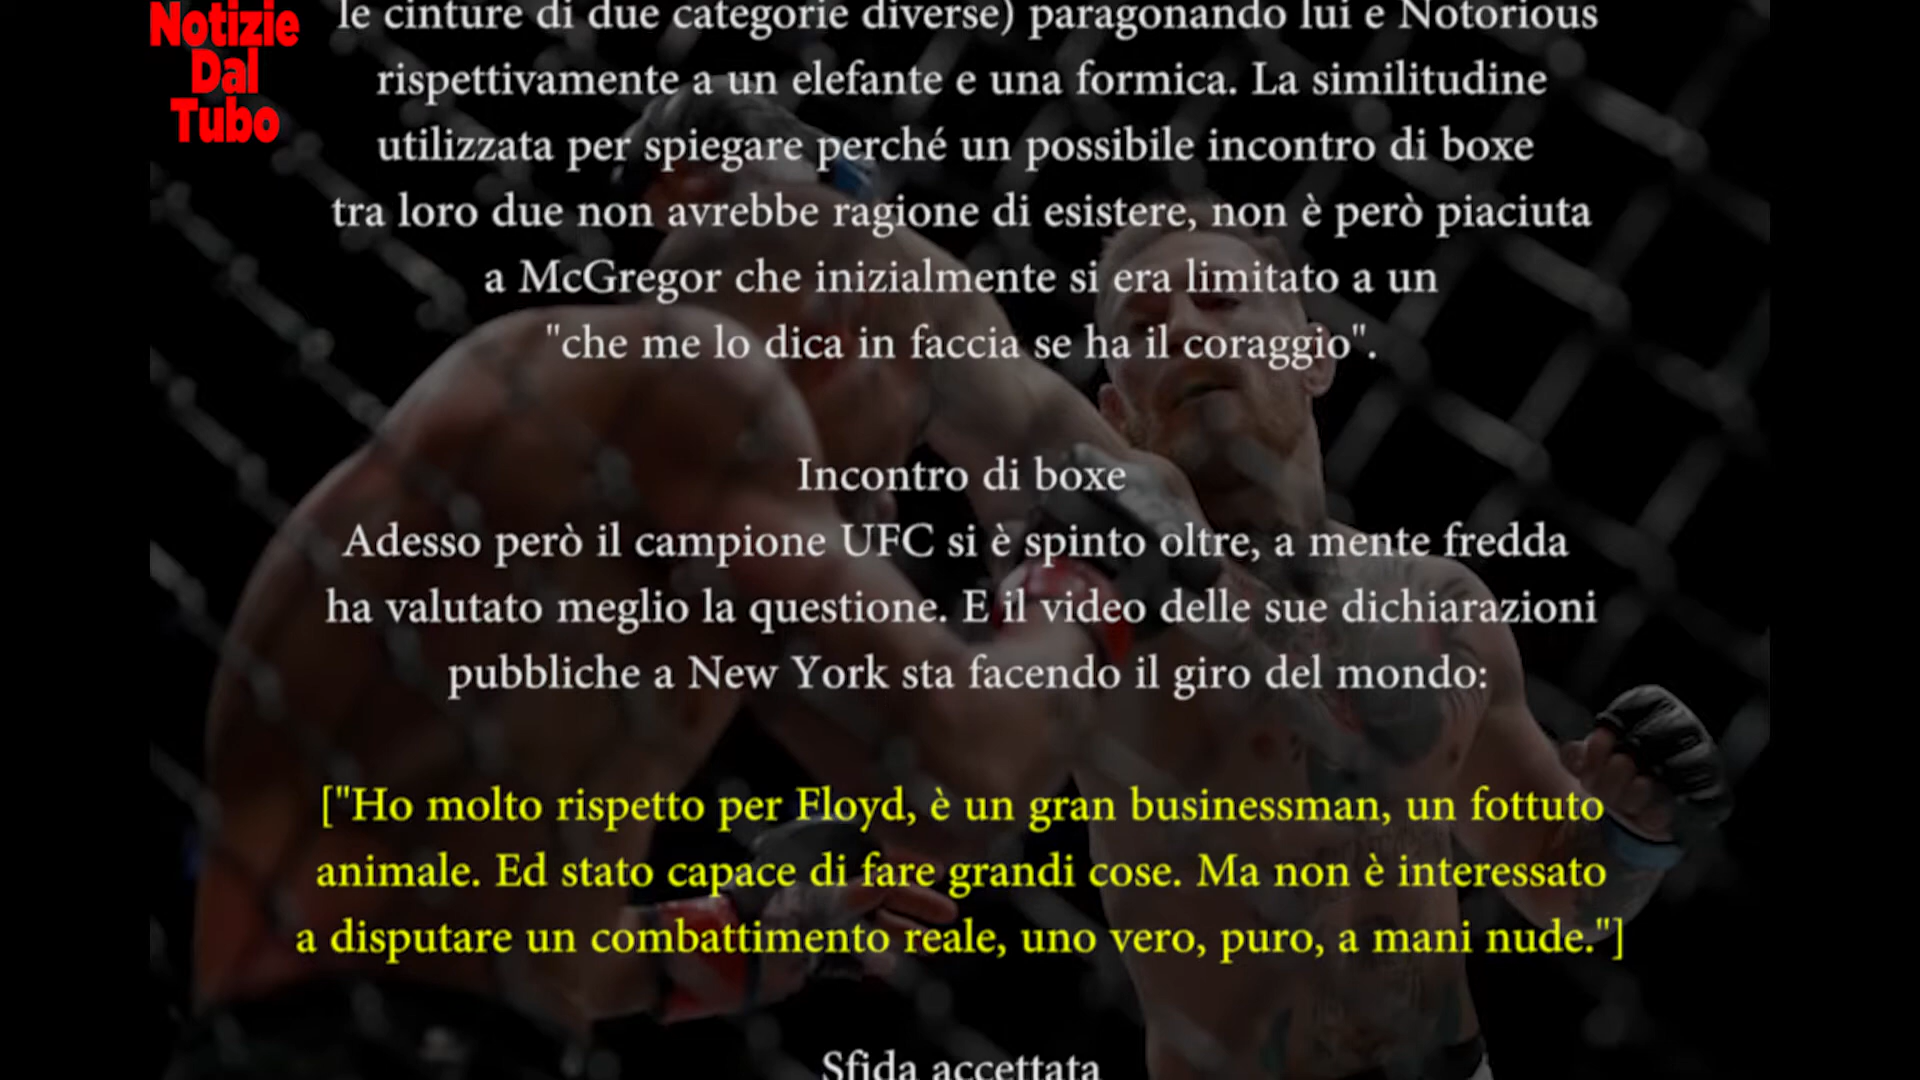 Notizie
Dal
Tubo
le cinture di due categorie diverse) paragonando lui e Notorious
rispettivamente a un elefante e una formica. La similitudine
utilizzata per spiegare perché un possibile incontro di boxe
tra loro due non avrebbe ragione di esistere, non è però piaciuta
a McGregor che inizialmente si era limitato a un
"che me lo dica in faccia se ha il coraggio".
Incontro di boxe
Adesso però il campione UFC si è spinto oltre, a mente fredda
ha valutato meglio la questione. E il video delle sue dichiarazioni
pubbliche a New York sta facendo il giro del mondo:
["Ho molto rispetto per Floyd, è un gran businessman, un fottuto
animale. Ed stato capace di fare grandi cose. Ma non è interessato
a disputare un combattimento reale, uno vero, puro, a mani nude."]
Sfida accettata